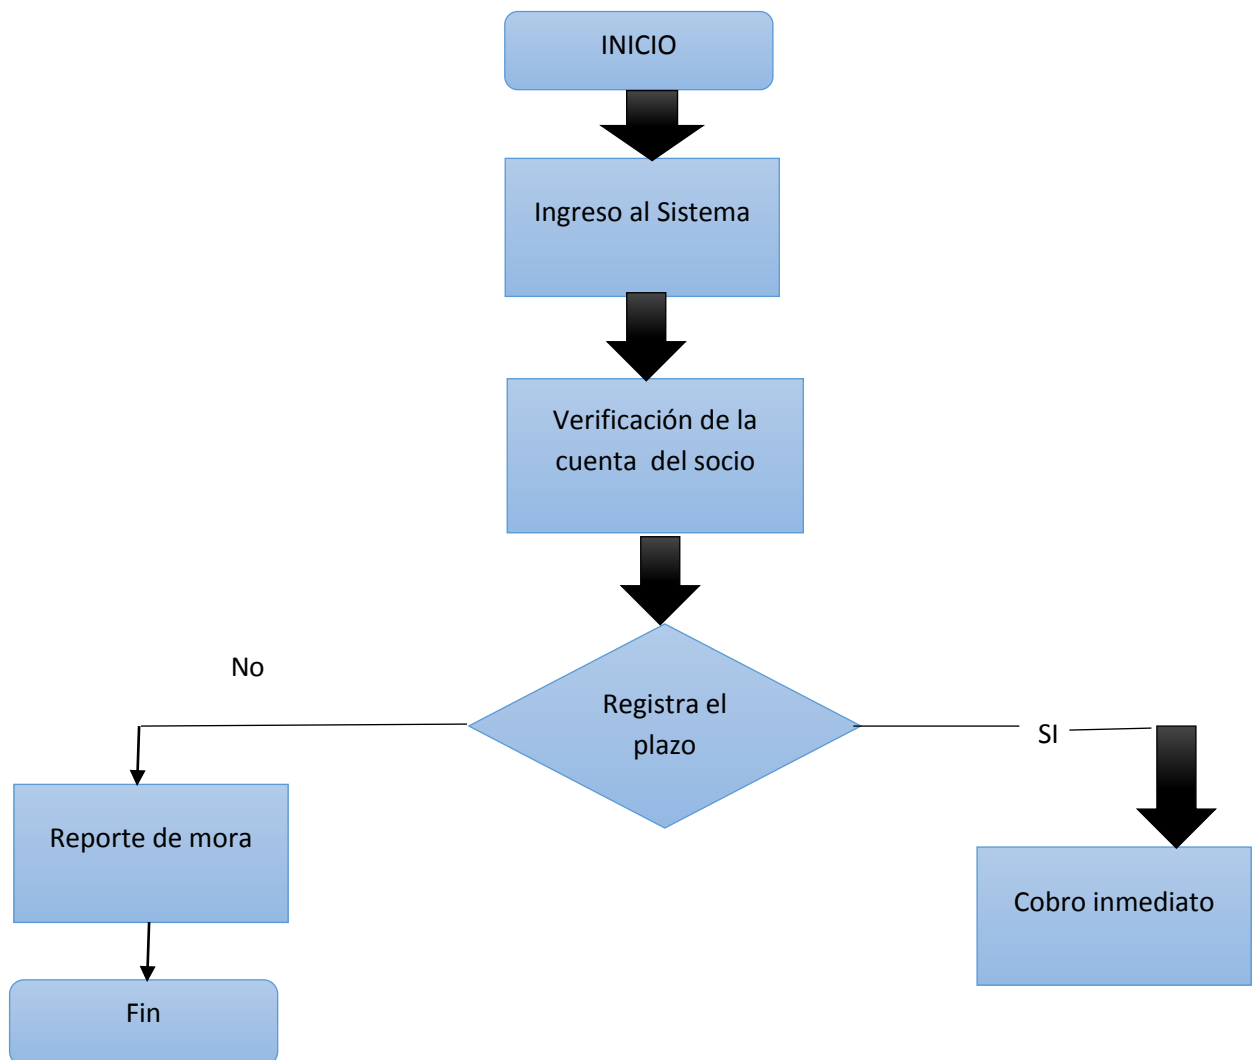 INICIO
Ingreso al Sistema
Verificación de la
cuenta  del socio
No
Registra el
plazo
SI
Reporte de mora
Cobro inmediato
Fin